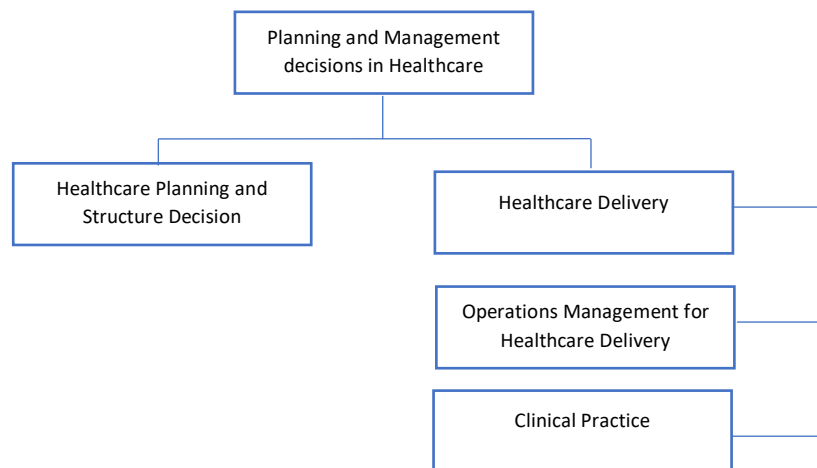 Planning and Management
decisions in Healthcare
Healthcare Planning and
Structure Decision
Healthcare Delivery
Operations Management for
Healthcare Delivery
Clinical Practice